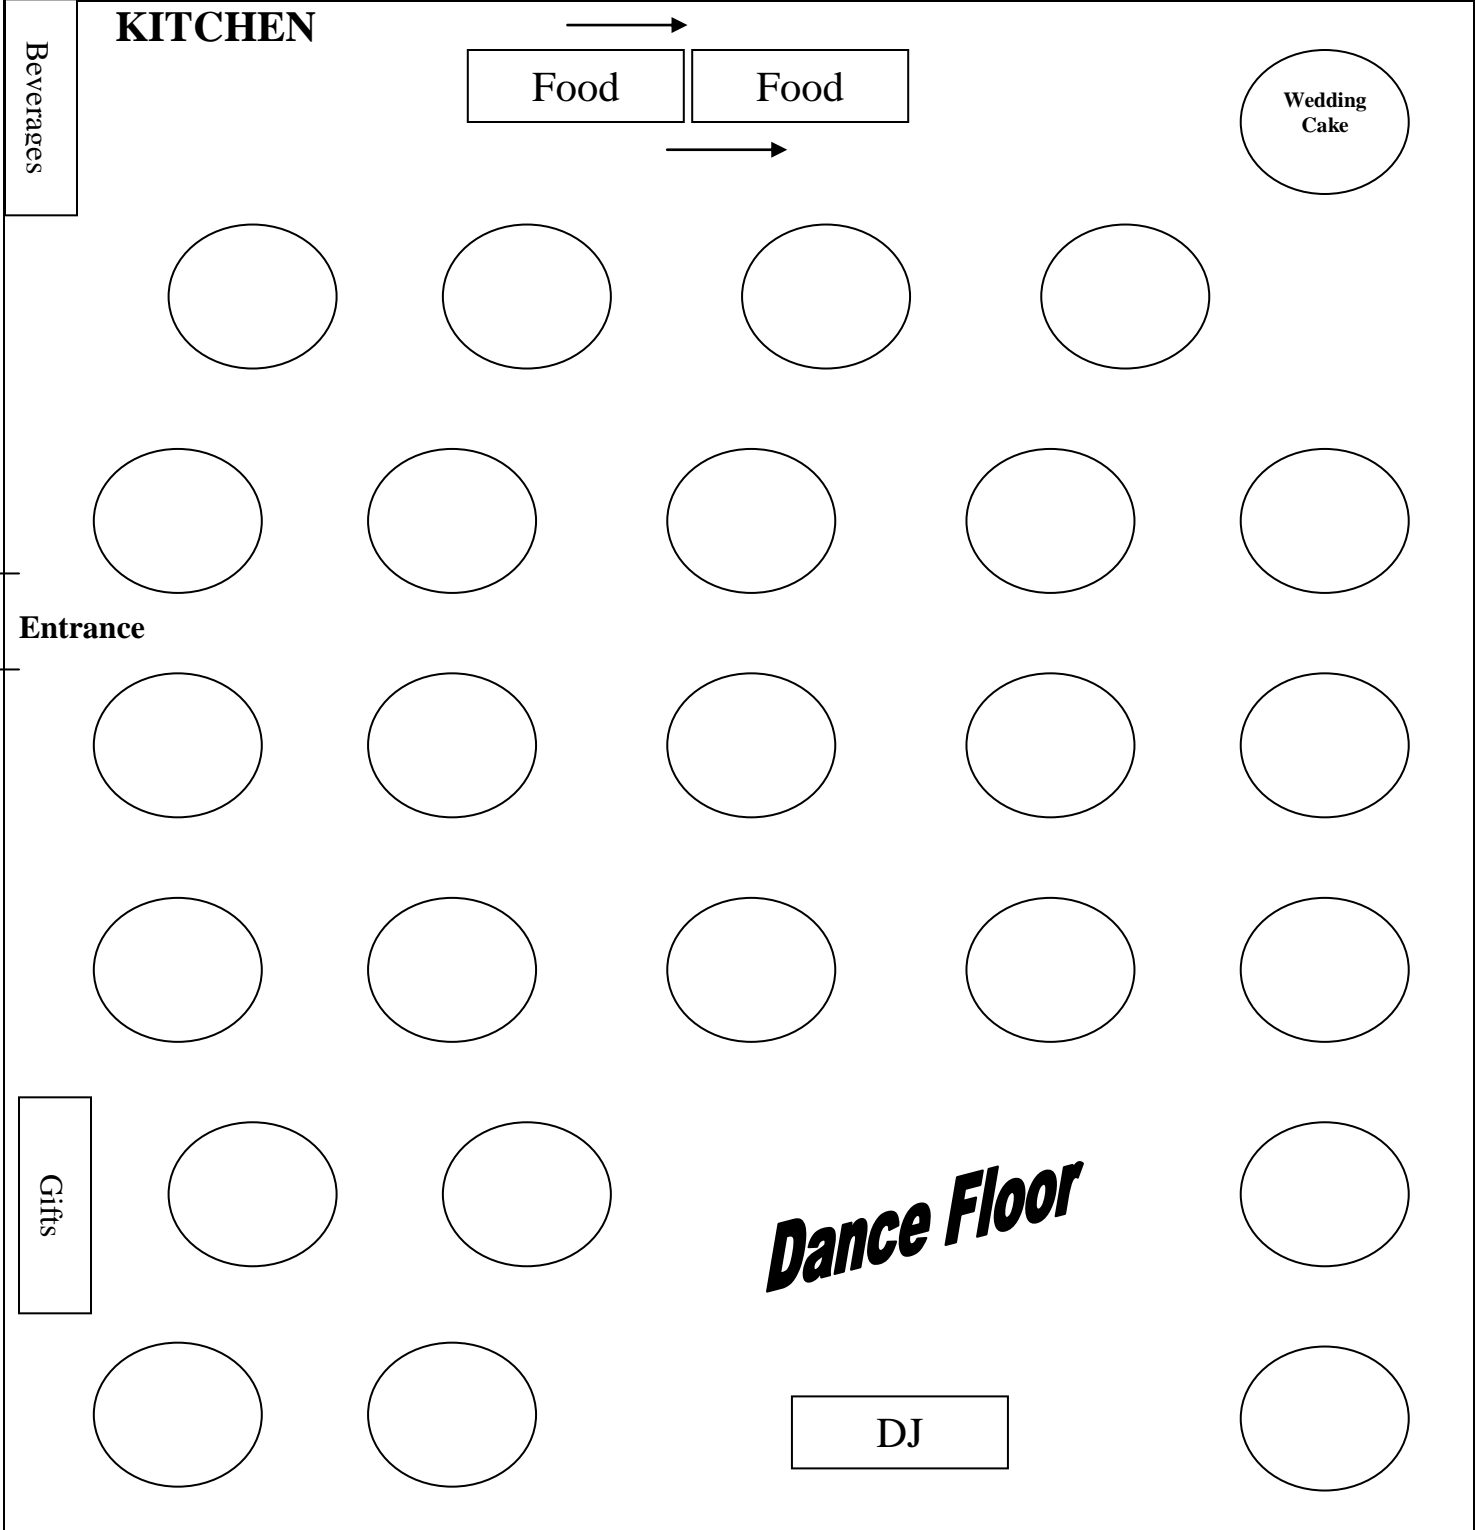 KITCHEN
Beverages
Food
Food
Wedding
Cake
Entrance
Gifts
Dance Floor
DJ